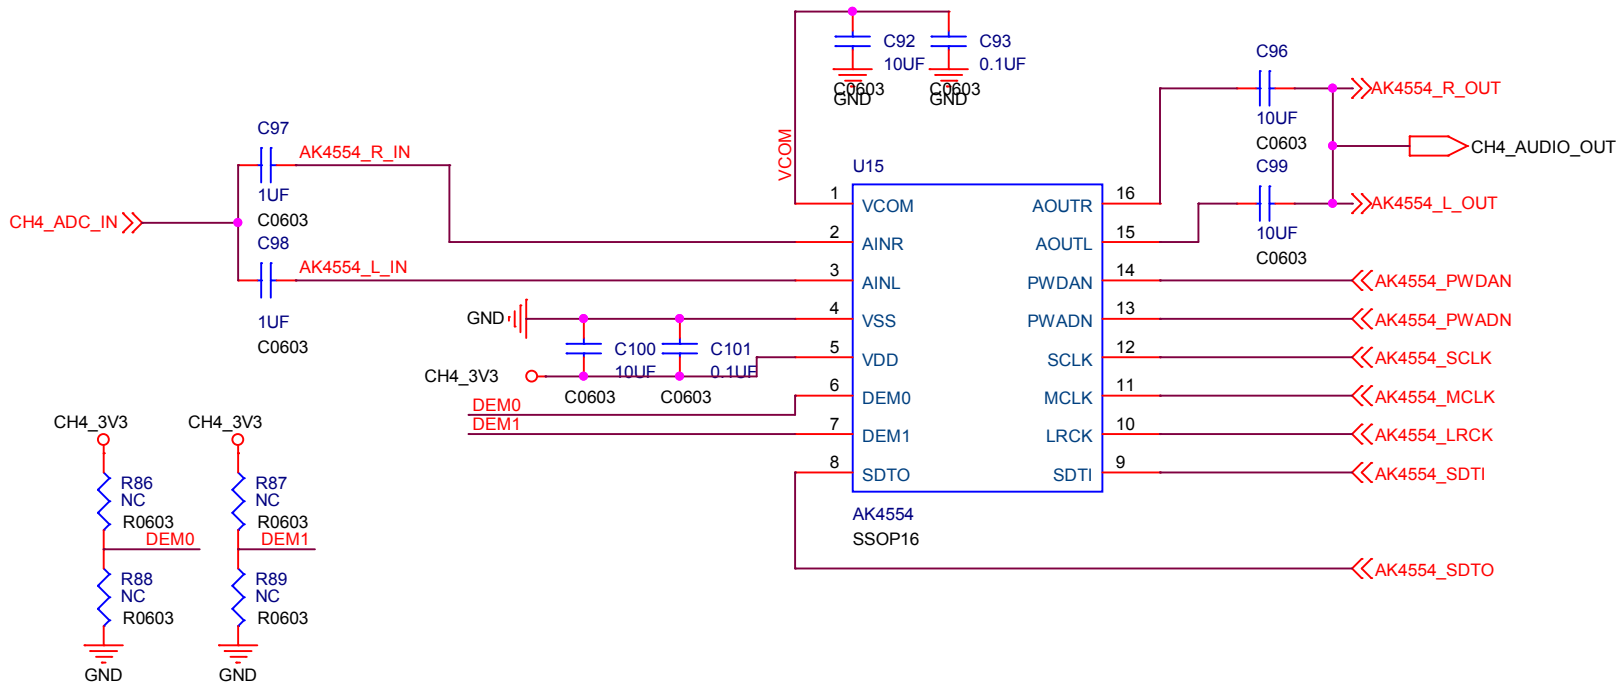 C92
10UF
C0603
GND
C93
0.1UF
C0603
GND
VCOM
C96
10UF
C0603
AK4554_R_OUT
CH4_AUDIO_OUT
C99
10UF
C0603
AK4554_L_OUT
C97
AK4554_R_IN
1UF
C0603
CH4_ADC_IN
C98
AK4554_L_IN
1UF
C0603
U15
1 VCOM
2 AINR
3 AINL
4 VSS
5 VDD
6 DEM0
7 DEM1
8 SDTO
AOUTR 16
AOUTL 15
PWDAN 14
PWADN 13
SCLK 12
MCLK 11
LRCK 10
SDTI 9
AK4554
SSOP16
AK4554_PWDAN
AK4554_PWADN
AK4554_SCLK
AK4554_MCLK
AK4554_LRCK
AK4554_SDTI
AK4554_SDTO
GND
C100
10UF
C0603
C101
0.1UF
C0603
CH4_3V3
DEM0
DEM1
CH4_3V3
R86
NC
R0603
DEM0
R88
NC
R0603
GND
CH4_3V3
R87
NC
R0603
DEM1
R89
NC
R0603
GND